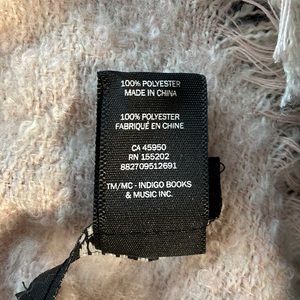 100% POLYESTER
MADE IN CHINA
100% POLYESTER
FABRIQUÉ EN CHINE
CA 45950
RN 155202
882709512691
TM/MC - INDIGO BOOKS
& MUSIC INC.